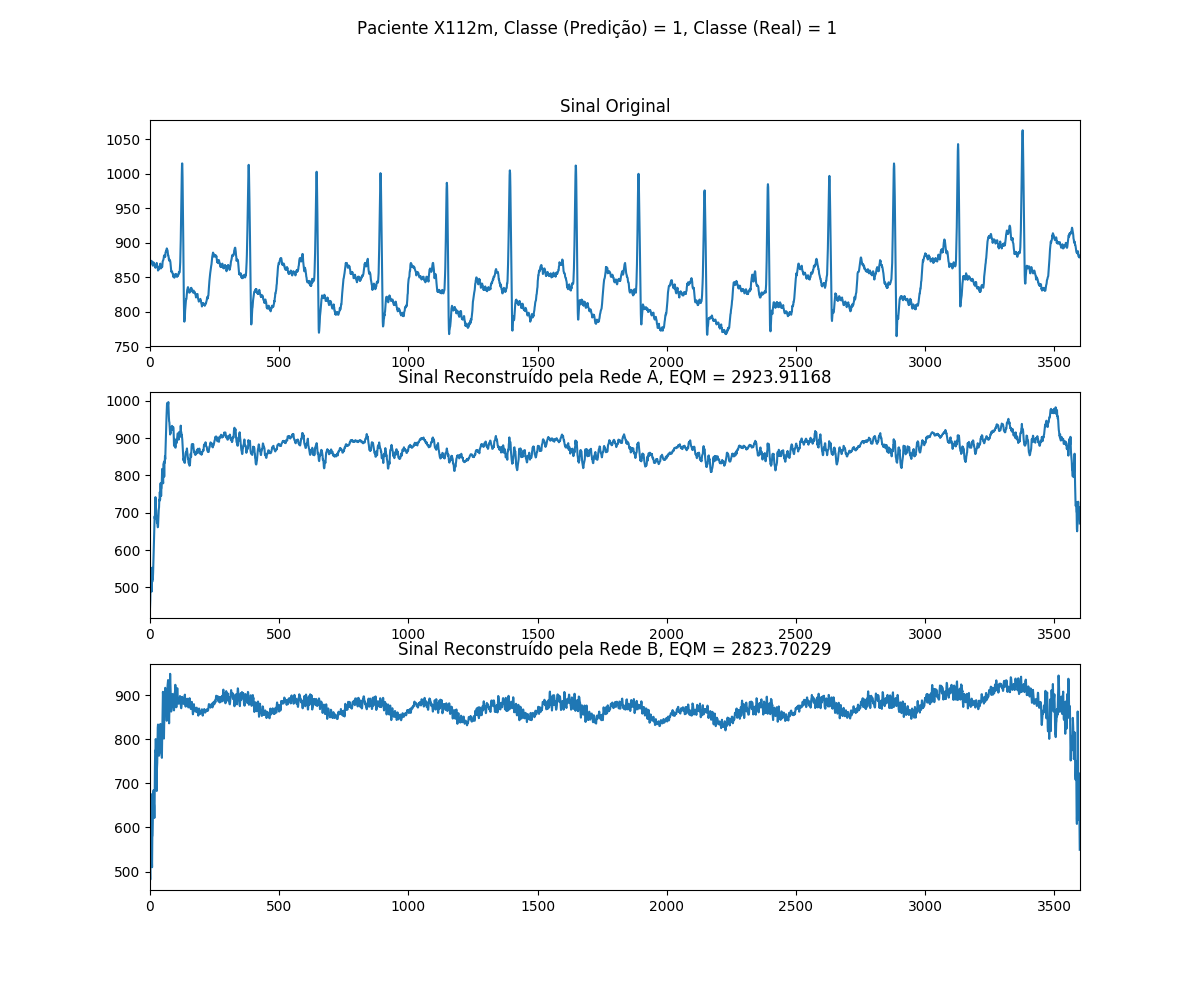 Paciente X112m, Classe (Predição) = 1, Classe (Real) = 1
Sinal Original
1050
1000
950
900
850
800
750
0 500 1000 1500 2000 2500 3000 3500
Sinal Reconstruído pela Rede A, EQM = 2923.91168
1000
900
800
700
600
500
0 500 1000 1500 2000 2500 3000 3500
Sinal Reconstruído pela Rede B, EQM = 2823.70229
900
800
700
600
500
0 500 1000 1500 2000 2500 3000 3500